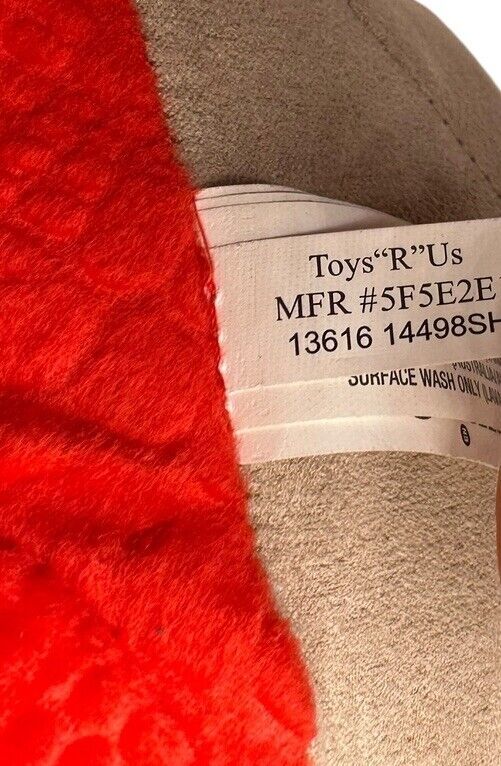 Toys“R”Us
MFR #5F5E2E
13616 14498SH
SURFACE WASH ONLY